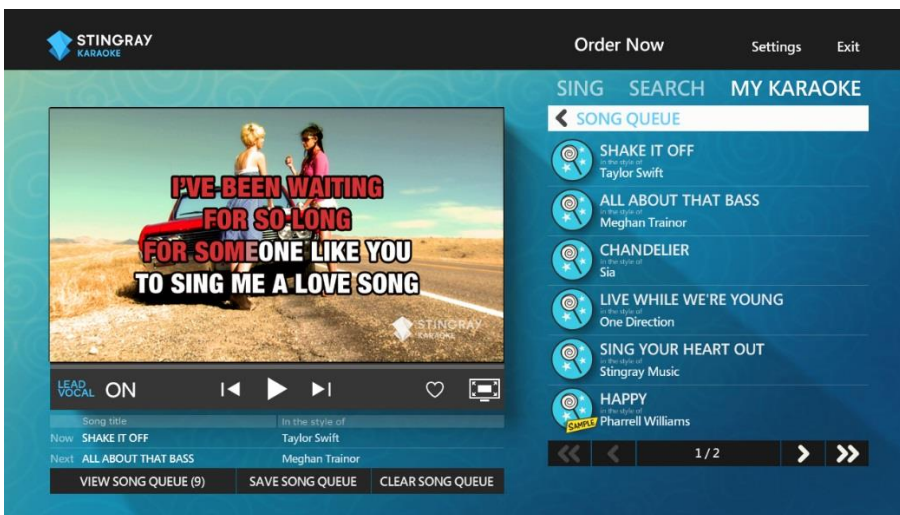 STINGRAY
KARAOKE
Order Now
Settings
Exit
SING SEARCH MY KARAOKE
SONG QUEUE
I'VE BEEN WAITING
FOR SO LONG
FOR SOMEONE LIKE YOU
TO SING ME A LOVE SONG
STINGRAY
KARAOKE
LEAD
VOCAL ON
Song title In the style of
Now SHAKE IT OFF Taylor Swift
Next ALL ABOUT THAT BASS Meghan Trainor
VIEW SONG QUEUE (9) SAVE SONG QUEUE CLEAR SONG QUEUE
SHAKE IT OFF
in the style of
Taylor Swift
ALL ABOUT THAT BASS
in the style of
Meghan Trainor
CHANDELIER
in the style of
Sia
LIVE WHILE WE'RE YOUNG
in the style of
One Direction
SING YOUR HEART OUT
in the style of
Stingray Music
HAPPY
in the style of
SAMPLE Pharrell Williams
1/2